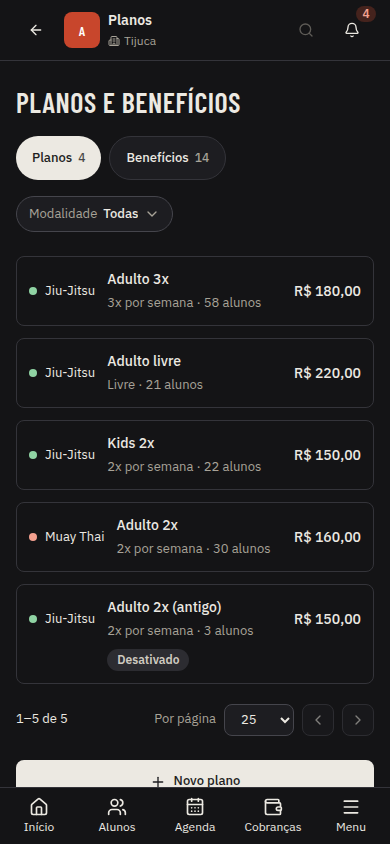 A
Planos
Tijuca
4
PLANOS E BENEFÍCIOS
Planos 4
Benefícios 14
Modalidade Todas
Jiu-Jitsu
Adulto 3x
3x por semana · 58 alunos
R$ 180,00
Jiu-Jitsu
Adulto livre
Livre · 21 alunos
R$ 220,00
Jiu-Jitsu
Kids 2x
2x por semana · 22 alunos
R$ 150,00
Muay Thai
Adulto 2x
2x por semana · 30 alunos
R$ 160,00
Jiu-Jitsu
Adulto 2x (antigo)
2x por semana · 3 alunos
Desativado
R$ 150,00
1–5 de 5
Por página
25
Novo plano
Início
Alunos
Agenda
Cobranças
Menu